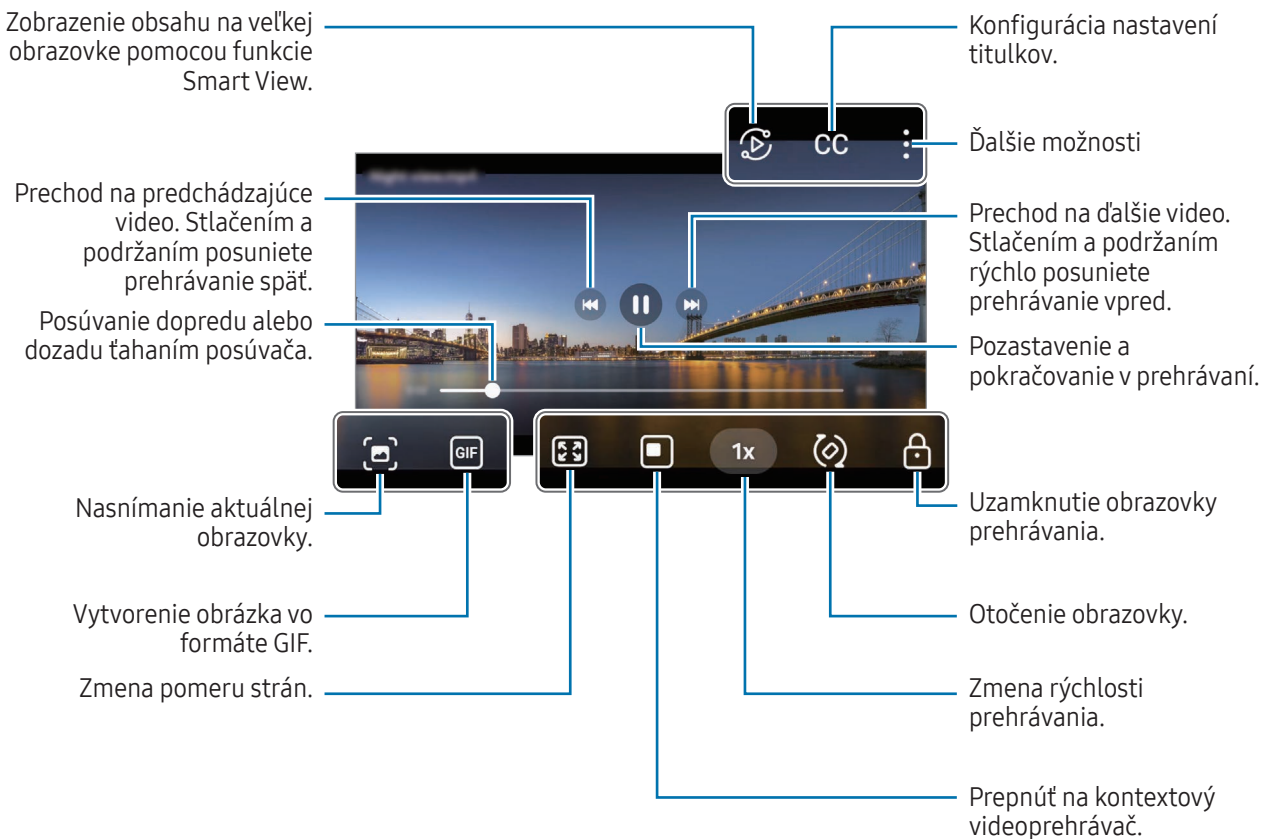 Zobrazenie obsahu na veľkej
obrazovke pomocou funkcie
Smart View.
Konfigurácia nastavení
titulkov.
CC
Ďalšie možnosti
Prechod na predchádzajúce
video. Stlačením a
podržaním posuniete
prehrávanie späť.
Prechod na ďalšie video.
Stlačením a podržaním
rýchlo posuniete
prehrávanie vpred.
Posúvanie dopredu alebo
dozadu ťahaním posúvača.
Pozastavenie a
pokračovanie v prehrávaní.
GIF
1x
Nasnímanie aktuálnej
obrazovky.
Uzamknutie obrazovky
prehrávania.
Vytvorenie obrázka vo
formáte GIF.
Otočenie obrazovky.
Zmena pomeru strán.
Zmena rýchlosti
prehrávania.
Prepnúť na kontextový
videoprehrávač.